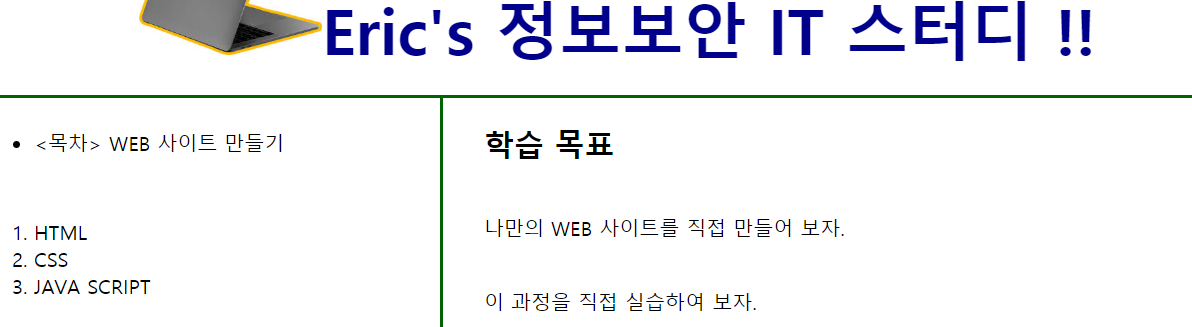 Eric's 정보보안 IT 스터디 !!
<목차> WEB 사이트 만들기
1. HTML
2. CSS
3. JAVA SCRIPT
학습 목표
나만의 WEB 사이트를 직접 만들어 보자.
이 과정을 직접 실습하여 보자.